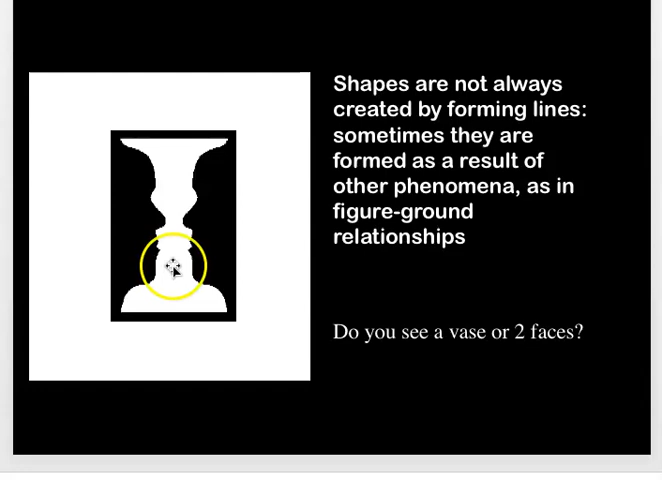 Shapes are not always
created by forming lines:
sometimes they are
formed as a result of
other phenomena, as in
figure-ground
relationships
Do you see a vase or 2 faces?